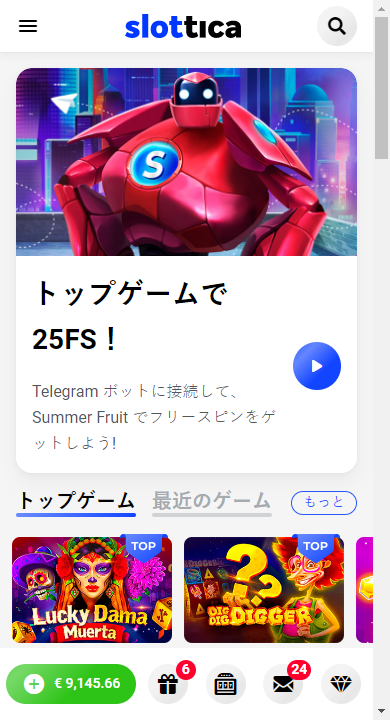 slottica
S
トップゲームで
25FS！
Telegram ボットに接続して、
Summer Fruit でフリースピンをゲ
ットしよう!
トップゲーム 最近のゲーム もっと
TOP TOP
Lucky Dama
Muerta
DIG
DIG DIGGER
€ 9,145.66 6 24